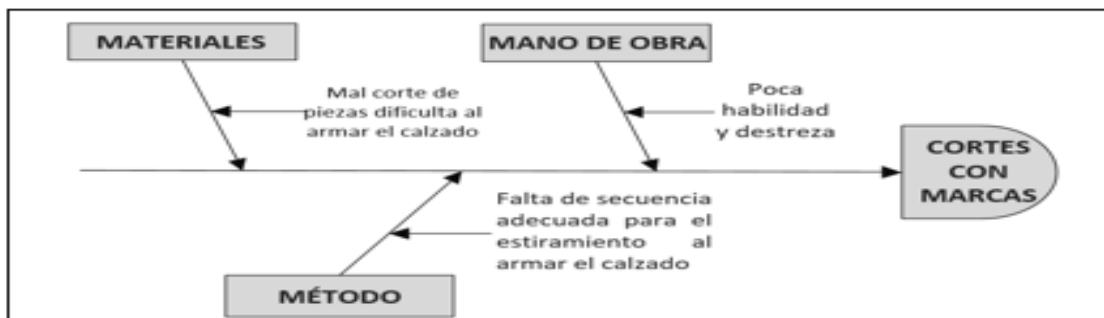 MATERIALES
MANO DE OBRA
Mal corte de
piezas dificulta al
armar el calzado
Poca
habilidad
y destreza
CORTES
CON
MARCAS
Falta de secuencia
adecuada para el
estiramiento al
armar el calzado
MÉTODO